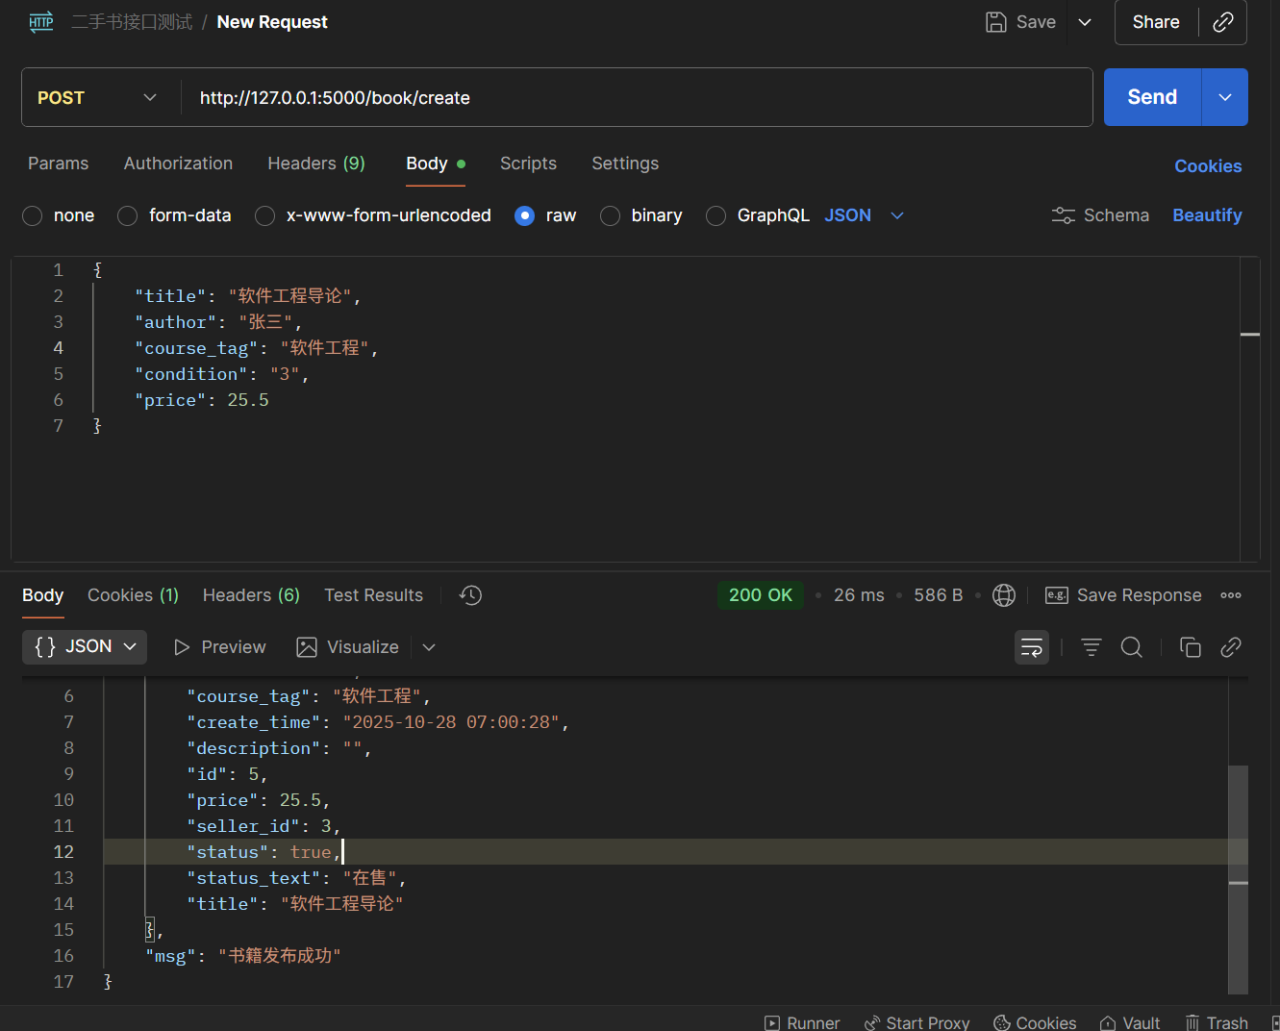 HTTP 二手书接口测试 / New Request Save Share
POST http://127.0.0.1:5000/book/create Send
Params Authorization Headers (9) Body Scripts Settings Cookies
none form-data x-www-form-urlencoded raw binary GraphQL JSON Schema Beautify
1 {
2 "title": "软件工程导论",
3 "author": "张三",
4 "course_tag": "软件工程",
5 "condition": "3",
6 "price": 25.5
7 }
Body Cookies (1) Headers (6) Test Results 200 OK • 26 ms • 586 B • e.g. Save Response
{} JSON Preview Visualize
6 "course_tag": "软件工程",
7 "create_time": "2025-10-28 07:00:28",
8 "description": "",
9 "id": 5,
10 "price": 25.5,
11 "seller_id": 3,
12 "status": true,
13 "status_text": "在售",
14 "title": "软件工程导论"
15 },
16 "msg": "书籍发布成功"
17 }
Runner Start Proxy Cookies Vault Trash